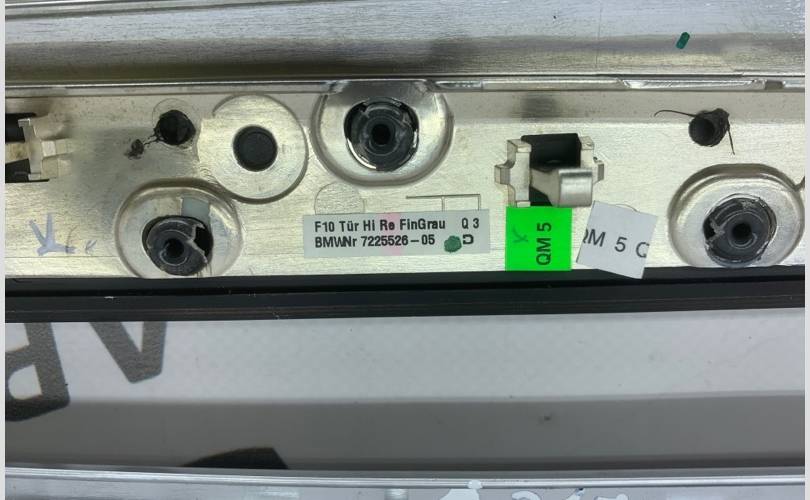 F10 Tür Hi Re FinGrau Q 3
BMWNr 7225526-05 G
QM 5
QM 5 Q